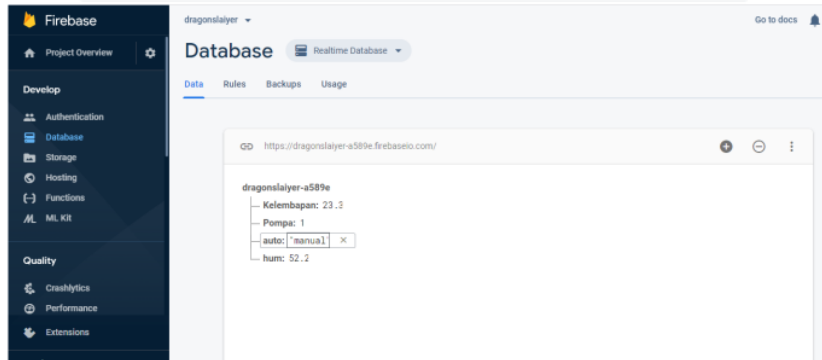 Firebase
dragonslaiyer
Go to docs
Project Overview
Database
Realtime Database
Develop
Data Rules Backups Usage
Authentication
Database
Storage
Hosting
Functions
ML Kit
https://dragonslaiyer-a589e.firebaseio.com/
dragonslaiyer-a589e
Kelembapan: 23.3
Pompa: 1
auto: "manual" ×
hum: 52.2
Quality
Crashlytics
Performance
Extensions